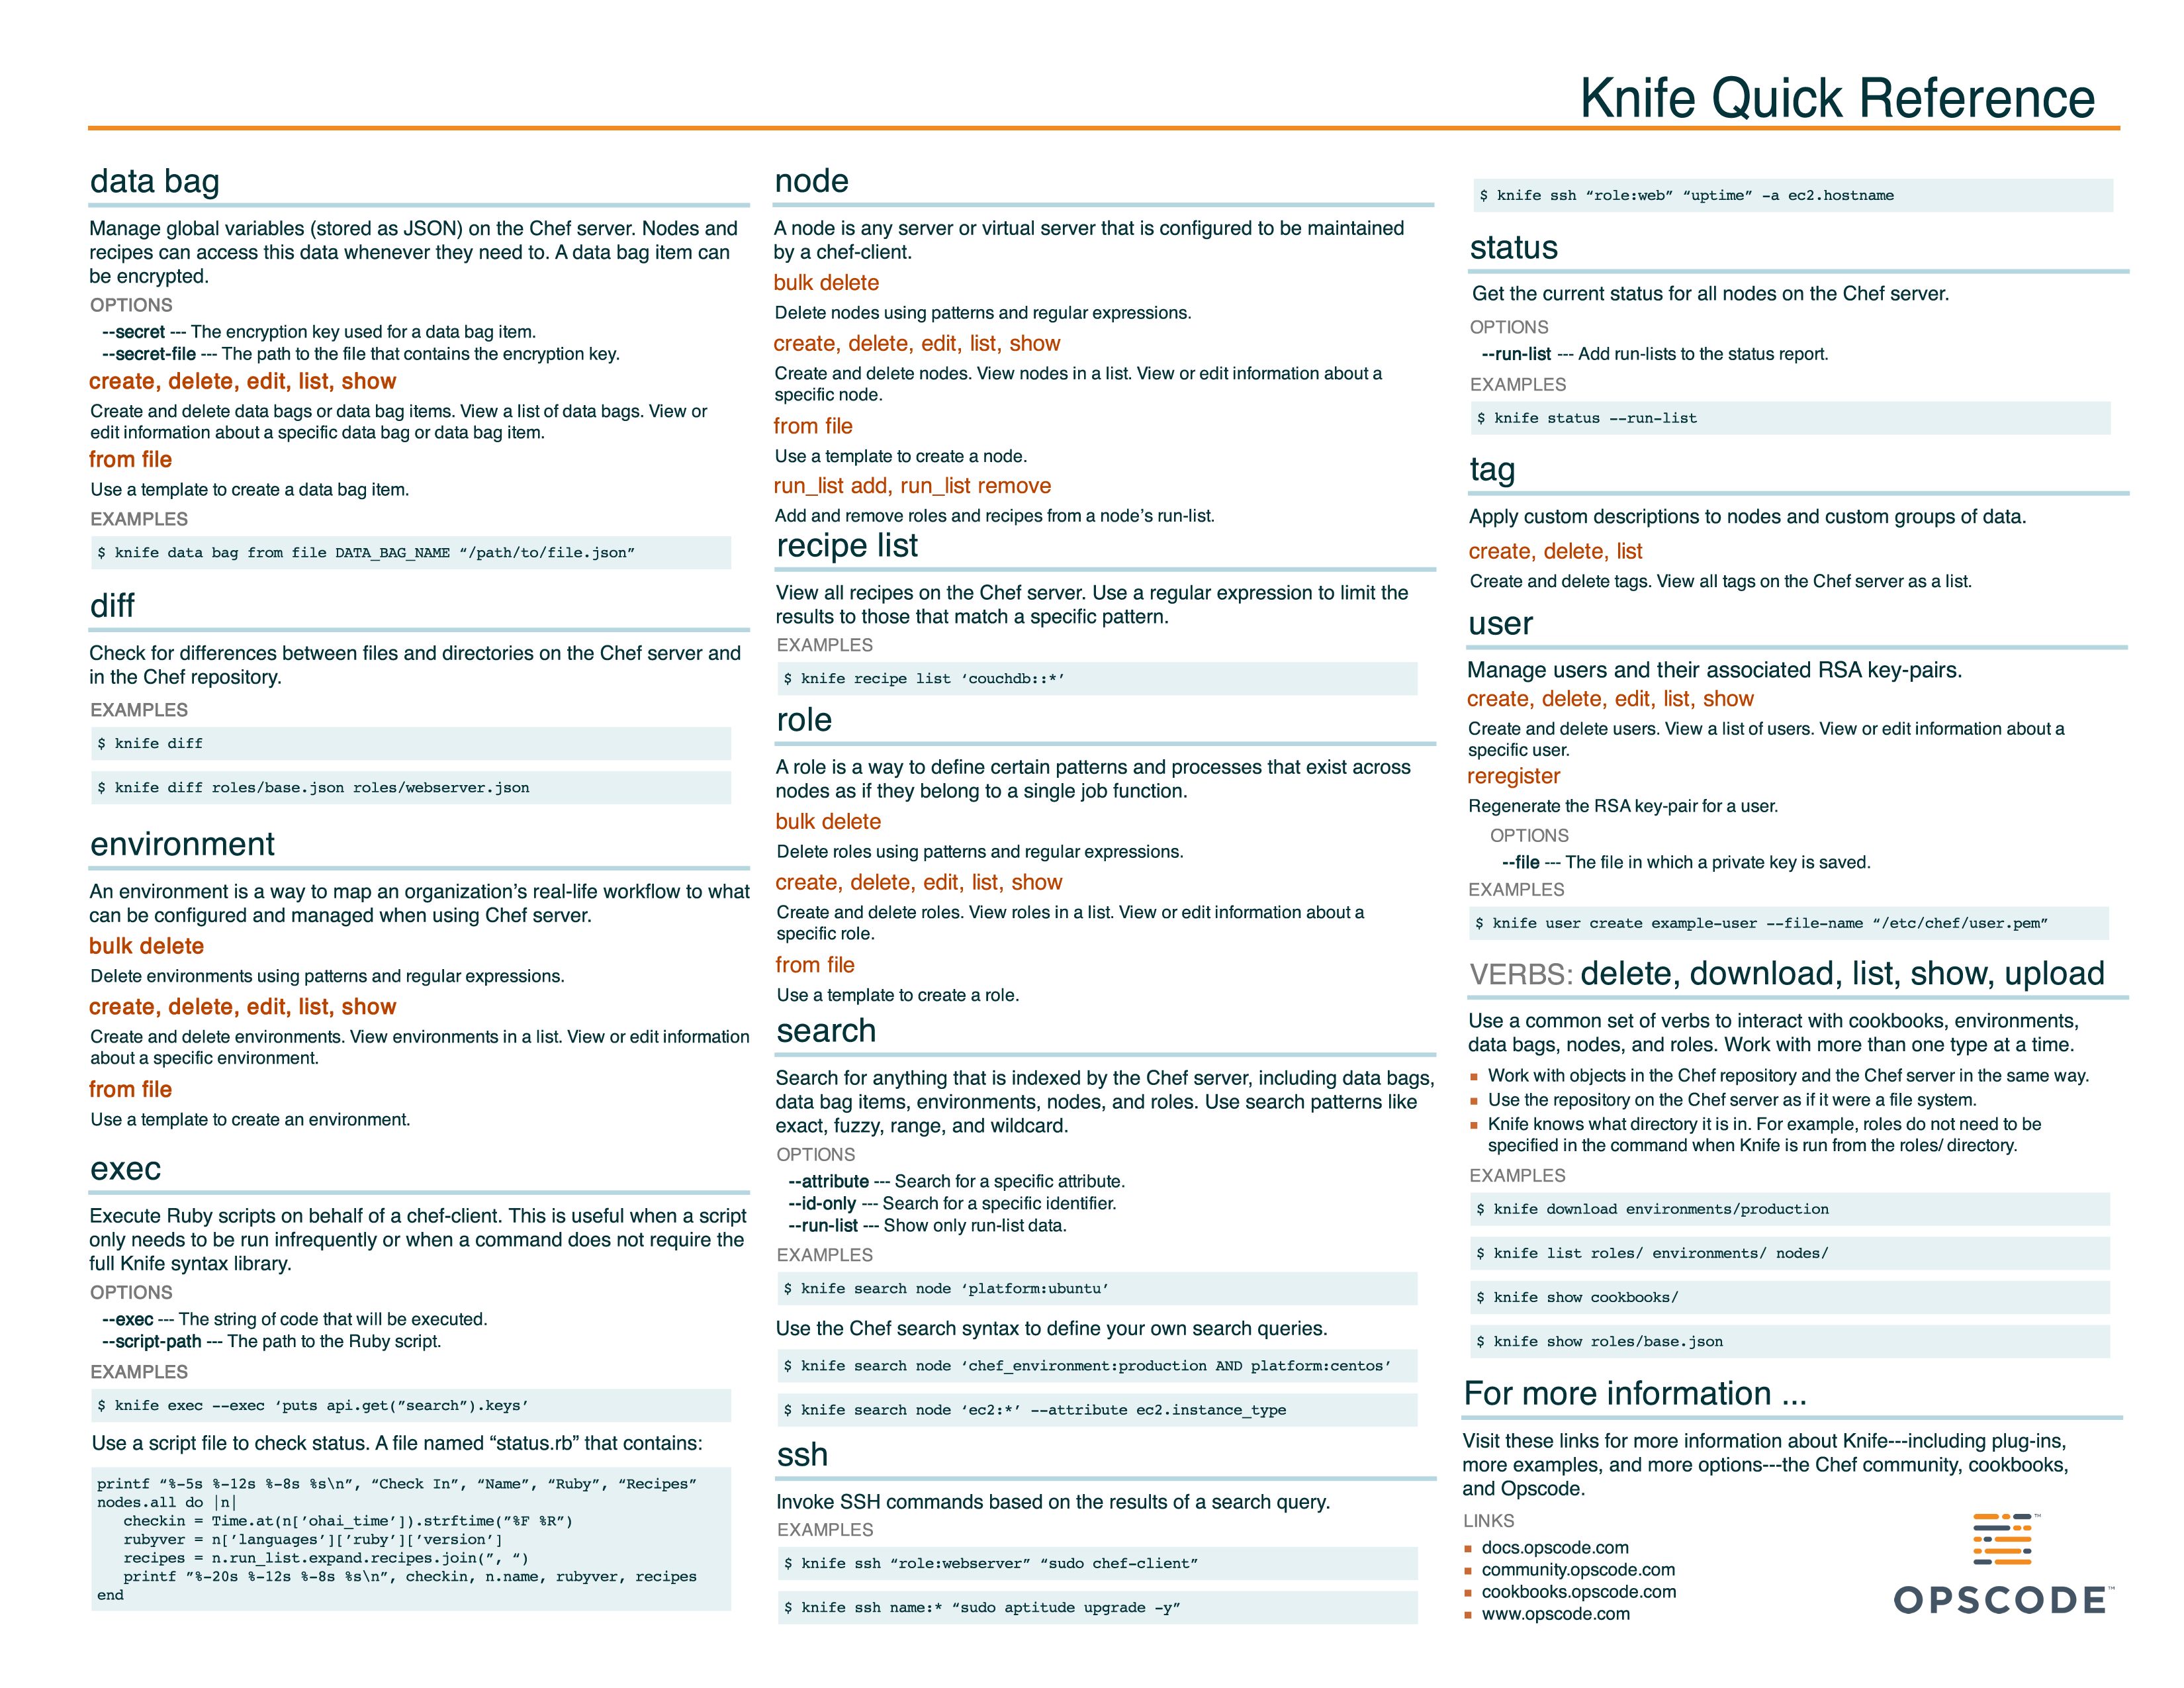 Knife Quick Reference
data bag
Manage global variables (stored as JSON) on the Chef server. Nodes and
recipes can access this data whenever they need to. A data bag item can
be encrypted.
OPTIONS
--secret --- The encryption key used for a data bag item.
--secret-file --- The path to the file that contains the encryption key.
create, delete, edit, list, show
Create and delete data bags or data bag items. View a list of data bags. View or
edit information about a specific data bag or data bag item.
from file
Use a template to create a data bag item.
EXAMPLES
$ knife data bag from file DATA_BAG_NAME “/path/to/file.json”
diff
Check for differences between files and directories on the Chef server and
in the Chef repository.
EXAMPLES
$ knife diff
$ knife diff roles/base.json roles/webserver.json
environment
An environment is a way to map an organization’s real-life workflow to what
can be configured and managed when using Chef server.
bulk delete
Delete environments using patterns and regular expressions.
create, delete, edit, list, show
Create and delete environments. View environments in a list. View or edit information
about a specific environment.
from file
Use a template to create an environment.
exec
Execute Ruby scripts on behalf of a chef-client. This is useful when a script
only needs to be run infrequently or when a command does not require the
full Knife syntax library.
OPTIONS
--exec --- The string of code that will be executed.
--script-path --- The path to the Ruby script.
EXAMPLES
$ knife exec --exec ‘puts api.get(”search”).keys’
Use a script file to check status. A file named “status.rb” that contains:
printf “%-5s %-12s %-8s %s\n”, “Check In”, “Name”, “Ruby”, “Recipes”
nodes.all do |n|
checkin = Time.at(n[’ohai_time’]).strftime(”%F %R”)
rubyver = n[’languages’][’ruby’][’version’]
recipes = n.run_list.expand.recipes.join(”, “)
printf ”%-20s %-12s %-8s %s\n”, checkin, n.name, rubyver, recipes
end
node
A node is any server or virtual server that is configured to be maintained
by a chef-client.
bulk delete
Delete nodes using patterns and regular expressions.
create, delete, edit, list, show
Create and delete nodes. View nodes in a list. View or edit information about a
specific node.
from file
Use a template to create a node.
run_list add, run_list remove
Add and remove roles and recipes from a node’s run-list.
recipe list
View all recipes on the Chef server. Use a regular expression to limit the
results to those that match a specific pattern.
EXAMPLES
$ knife recipe list ‘couchdb::*’
role
A role is a way to define certain patterns and processes that exist across
nodes as if they belong to a single job function.
bulk delete
Delete roles using patterns and regular expressions.
create, delete, edit, list, show
Create and delete roles. View roles in a list. View or edit information about a
specific role.
from file
Use a template to create a role.
search
Search for anything that is indexed by the Chef server, including data bags,
data bag items, environments, nodes, and roles. Use search patterns like
exact, fuzzy, range, and wildcard.
OPTIONS
--attribute --- Search for a specific attribute.
--id-only --- Search for a specific identifier.
--run-list --- Show only run-list data.
EXAMPLES
$ knife search node ‘platform:ubuntu’
Use the Chef search syntax to define your own search queries.
$ knife search node ‘chef_environment:production AND platform:centos’
$ knife search node ‘ec2:*’ --attribute ec2.instance_type
ssh
Invoke SSH commands based on the results of a search query.
EXAMPLES
$ knife ssh “role:webserver” “sudo chef-client”
$ knife ssh name:* “sudo aptitude upgrade -y”
$ knife ssh “role:web” “uptime” -a ec2.hostname
status
Get the current status for all nodes on the Chef server.
OPTIONS
--run-list --- Add run-lists to the status report.
EXAMPLES
$ knife status --run-list
tag
Apply custom descriptions to nodes and custom groups of data.
create, delete, list
Create and delete tags. View all tags on the Chef server as a list.
user
Manage users and their associated RSA key-pairs.
create, delete, edit, list, show
Create and delete users. View a list of users. View or edit information about a
specific user.
reregister
Regenerate the RSA key-pair for a user.
OPTIONS
--file --- The file in which a private key is saved.
EXAMPLES
$ knife user create example-user --file-name “/etc/chef/user.pem”
VERBS: delete, download, list, show, upload
Use a common set of verbs to interact with cookbooks, environments,
data bags, nodes, and roles. Work with more than one type at a time.
▪ Work with objects in the Chef repository and the Chef server in the same way.
▪ Use the repository on the Chef server as if it were a file system.
▪ Knife knows what directory it is in. For example, roles do not need to be
specified in the command when Knife is run from the roles/ directory.
EXAMPLES
$ knife download environments/production
$ knife list roles/ environments/ nodes/
$ knife show cookbooks/
$ knife show roles/base.json
For more information ...
Visit these links for more information about Knife---including plug-ins,
more examples, and more options---the Chef community, cookbooks,
and Opscode.
LINKS
▪ docs.opscode.com
▪ community.opscode.com
▪ cookbooks.opscode.com
▪ www.opscode.com
™
OPSCODE™